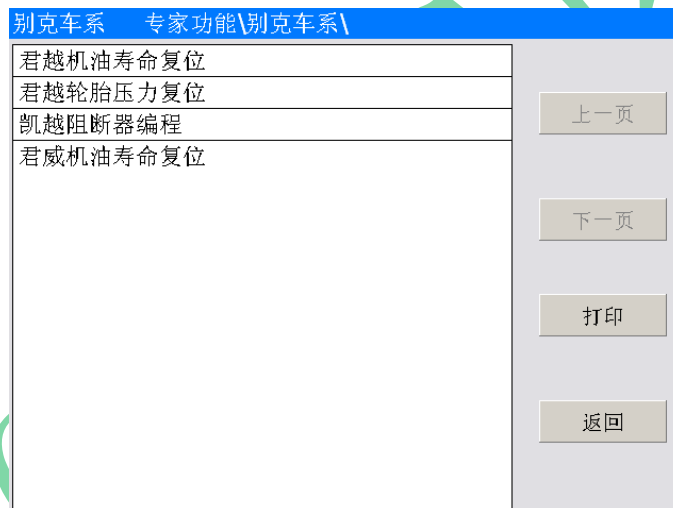 别克车系 专家功能\别克车系\
君越机油寿命复位
君越轮胎压力复位
凯越阻断器编程
君威机油寿命复位
上一页
下一页
打印
返回